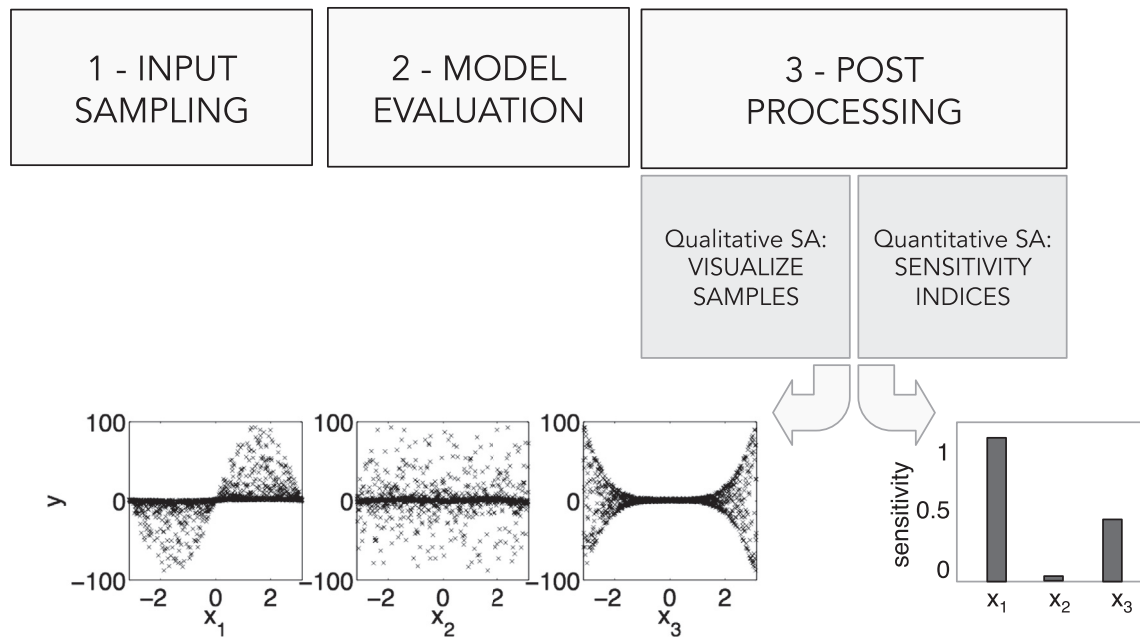 1 - INPUT
SAMPLING
2 - MODEL
EVALUATION
3 - POST
PROCESSING
Qualitative SA:
VISUALIZE
SAMPLES
Quantitative SA:
SENSITIVITY
INDICES
y
100
0
−100
−2 0 2
x1
100
0
−100
−2 0 2
x2
100
0
−100
−2 0 2
x3
sensitivity
1
0.5
0
x1 x2 x3